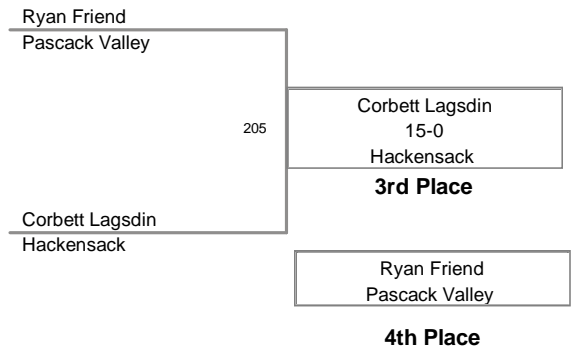 Ryan Friend
Pascack Valley
205
Corbett Lagsdin
15-0
Hackensack
3rd Place
Corbett Lagsdin
Hackensack
Ryan Friend
Pascack Valley
4th Place